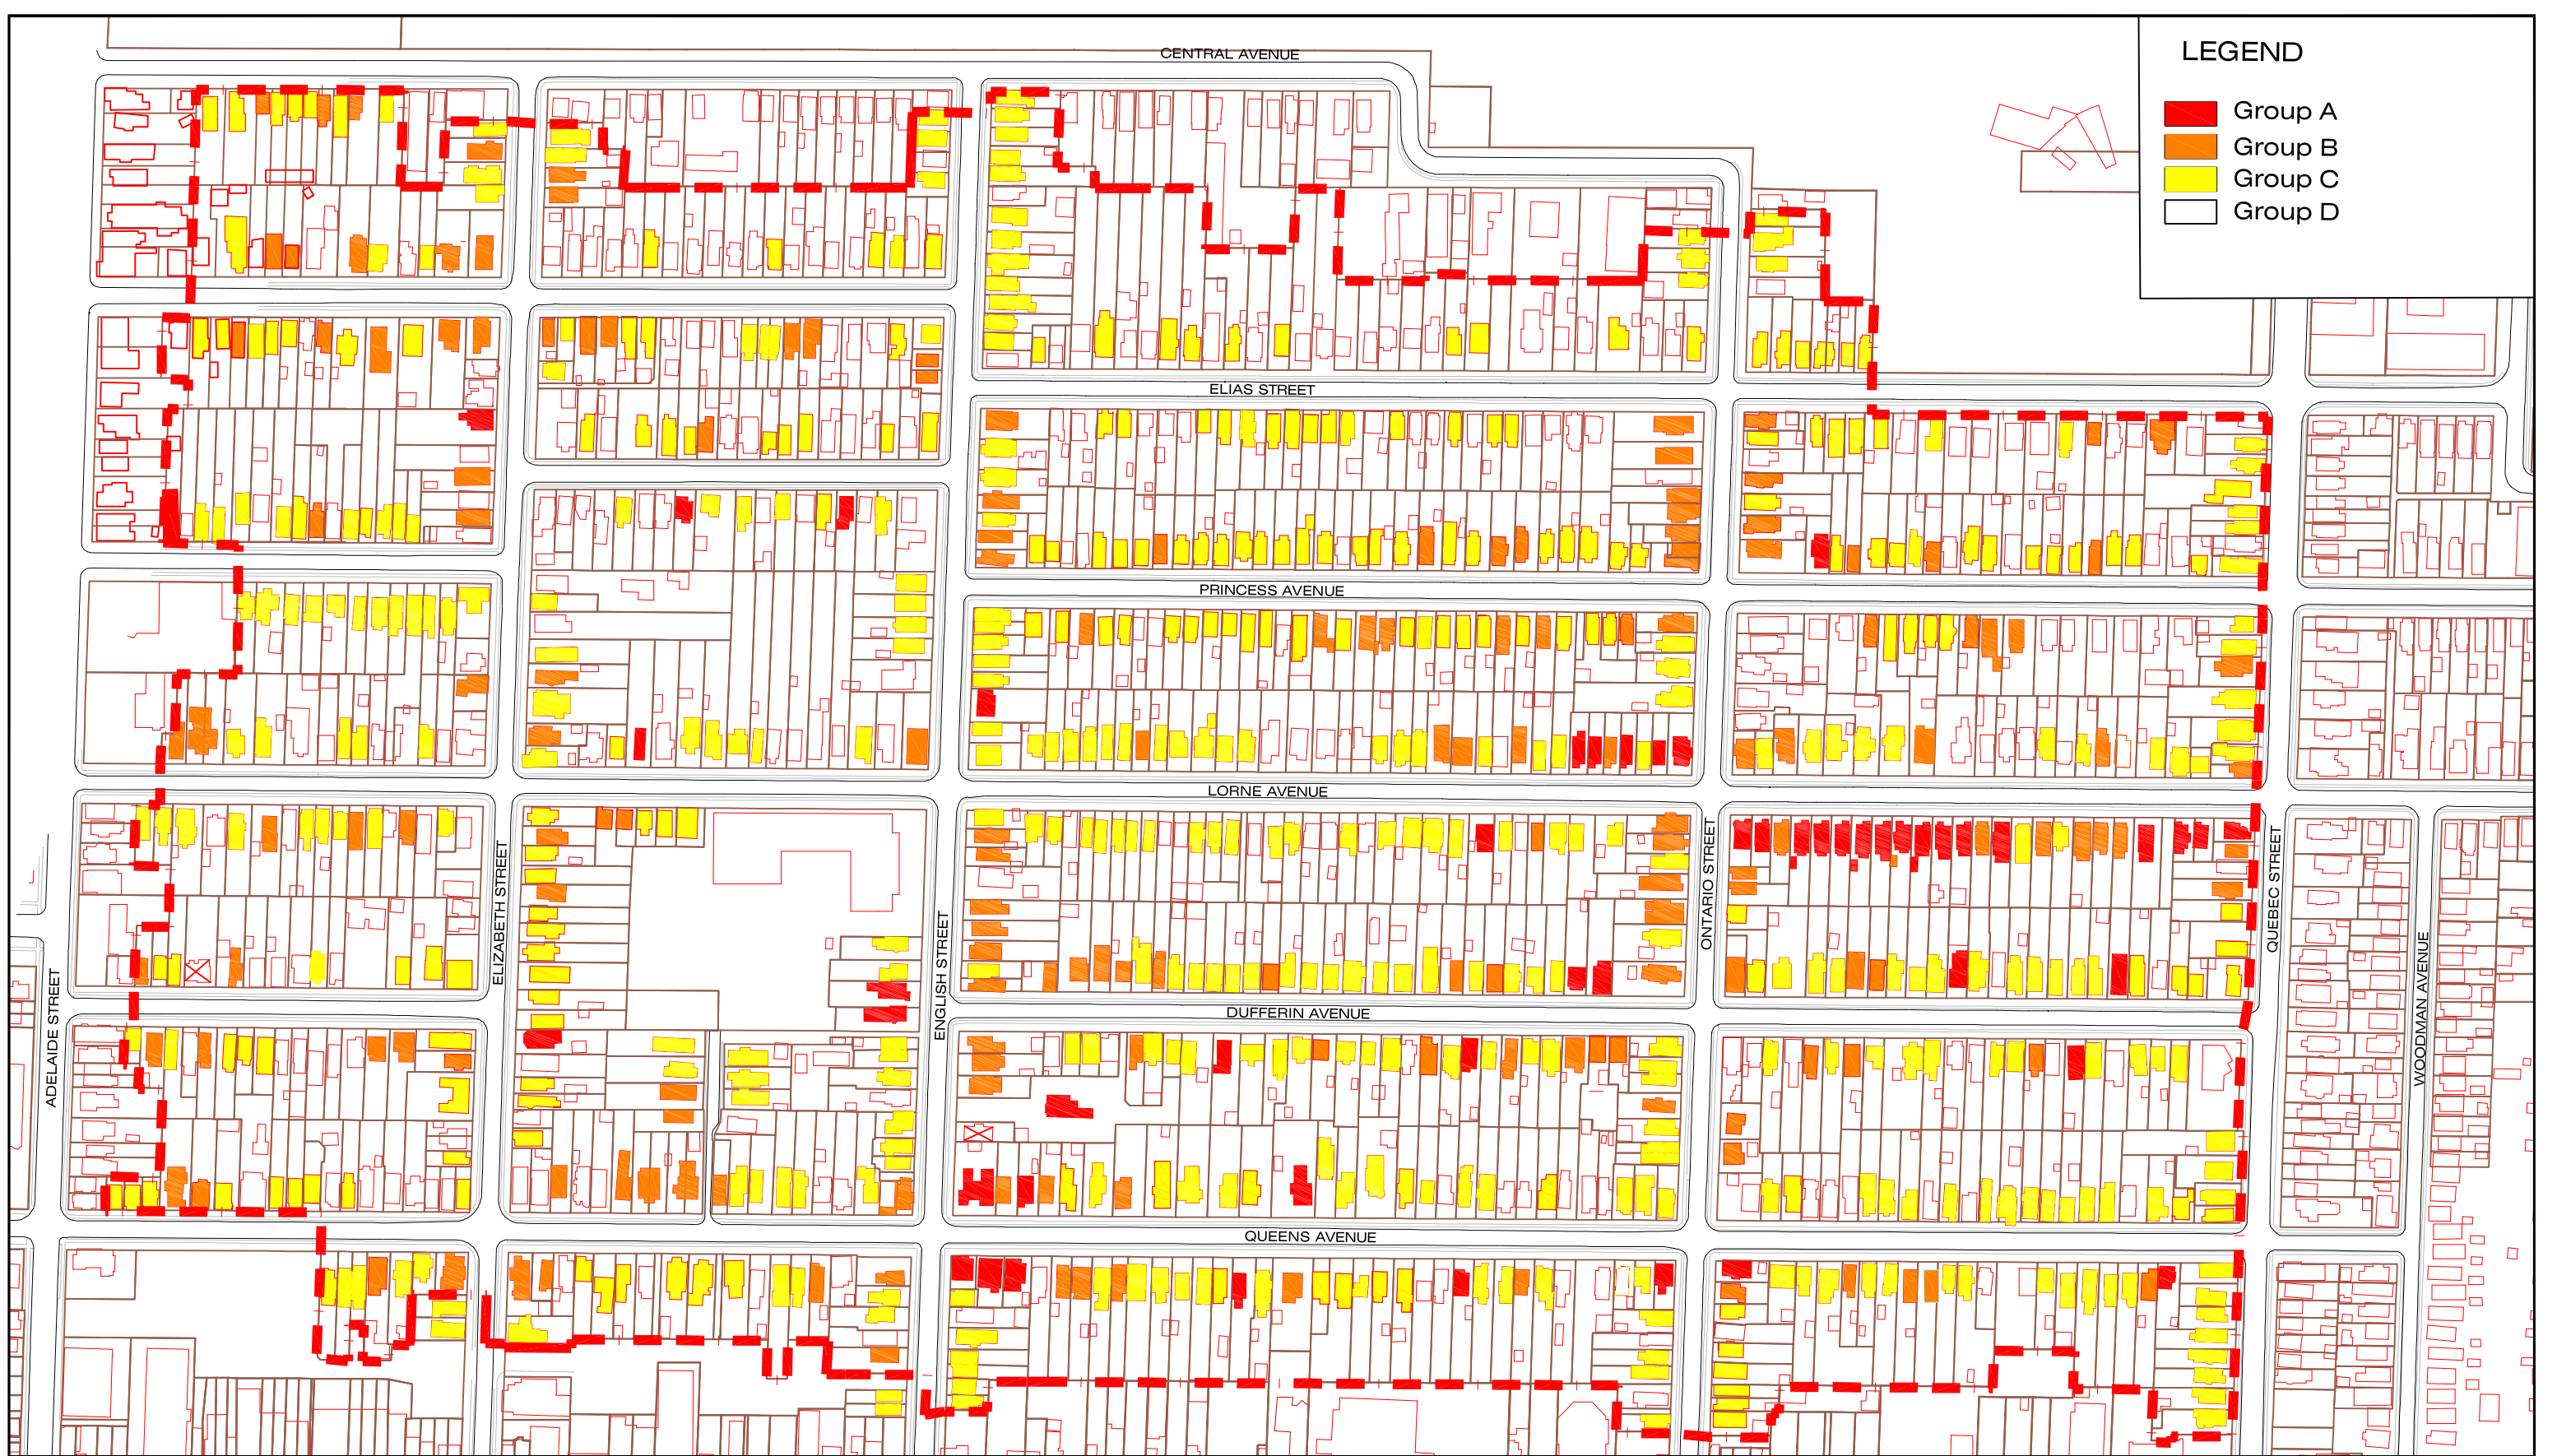 CENTRAL AVENUE
LEGEND
Group A
Group B
Group C
Group D
ELIAS STREET
PRINCESS AVENUE
LORNE AVENUE
DUFFERIN AVENUE
QUEENS AVENUE
ADELAIDE STREET
ELIZABETH STREET
ENGLISH STREET
ONTARIO STREET
QUEBEC STREET
WOODMAN AVENUE